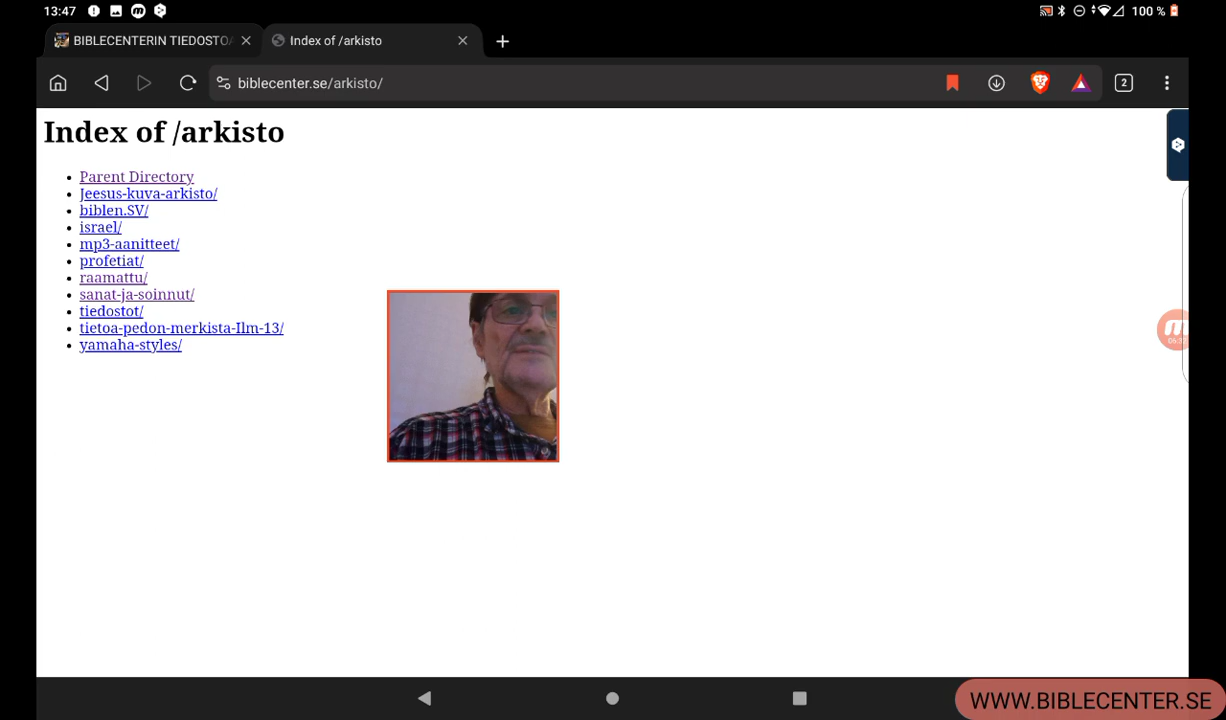 13:47
100 %
BIBLECENTERIN TIEDOSTOA
Index of /arkisto
biblecenter.se/arkisto/
2
Index of /arkisto
Parent Directory
Jeesus-kuva-arkisto/
biblen.SV/
israel/
mp3-aanitteet/
profetiat/
raamattu/
sanat-ja-soinnut/
tiedostot/
tietoa-pedon-merkista-Ilm-13/
yamaha-styles/
WWW.BIBLECENTER.SE